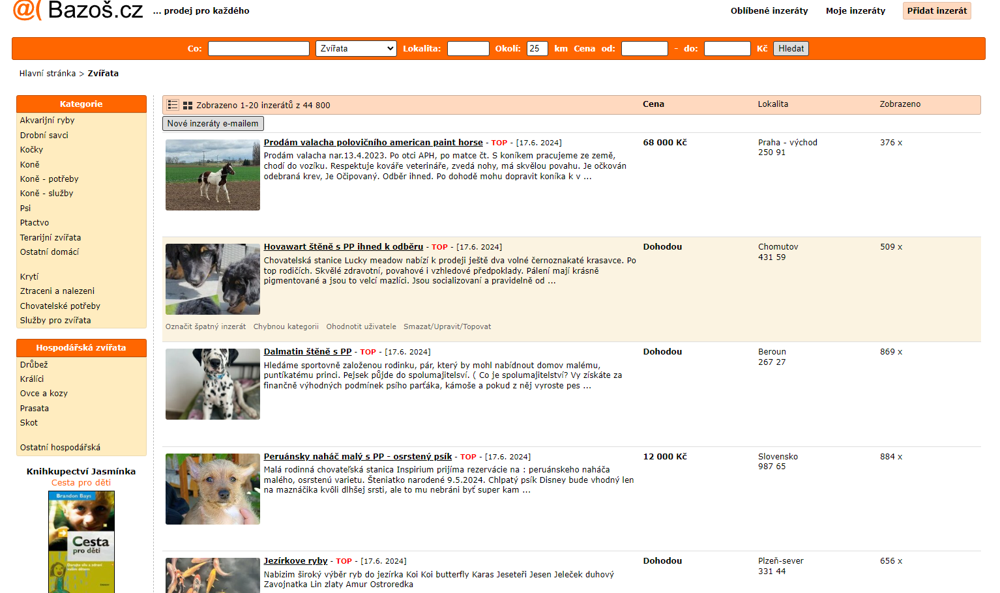 @( Bazoš.cz ... prodej pro každého
Oblíbené inzeráty Moje inzeráty Přidat inzerát
Co: Zvířata Lokalita: Okolí: 25 km Cena od: - do: Kč Hledat
Hlavní stránka > Zvířata
Kategorie
Akvarijní ryby
Drobní savci
Kočky
Koně
Koně - potřeby
Koně - služby
Psi
Ptactvo
Terarijní zvířata
Ostatní domácí
Krytí
Ztraceni a nalezeni
Chovatelské potřeby
Služby pro zvířata
Hospodářská zvířata
Drůbež
Králíci
Ovce a kozy
Prasata
Skot
Ostatní hospodářská
Knihkupectví Jasmínka
Cesta pro děti
Brandon Bays
Cesta
pro děti
Zobrazeno 1-20 inzerátů z 44 800 Cena Lokalita Zobrazeno
Nové inzeráty e-mailem
Prodám valacha polovičního american paint horse - TOP - [17.6. 2024] 68 000 Kč Praha - východ 376 x
250 91
Prodám valacha nar.13.4.2023. Po otci APH, po matce čt. S koníkem pracujeme ze země,
chodí do vozíku. Respektuje kováře veterináře, zvedá nohy, má skvělou povahu. Je očkován
odebraná krev, Je Očipovaný. Odběr ihned. Po dohodě mohu dopravit koníka k v ...
Hovawart štěně s PP ihned k odběru - TOP - [17.6. 2024] Dohodou Chomutov 509 x
431 59
Chovatelská stanice Lucky meadow nabízí k prodeji ještě dva volné černoznakaté krasavce. Po
top rodičích. Skvělé zdravotní, povahové i vzhledové předpoklady. Pálení mají krásně
pigmentované a jsou to velcí mazlíci. Jsou socializovaní a pravidelně od ...
Označit špatný inzerát Chybnou kategorii Ohodnotit uživatele Smazat/Upravit/Topovat
Dalmatin štěně s PP - TOP - [17.6. 2024] Dohodou Beroun 869 x
267 27
Hledáme sportovně založenou rodinku, pár, který by mohl nabídnout domov malému,
puntíkatému princi. Pejsek půjde do spolumajitelsví. ( Co je spolumajitelství? Vy získáte za
finančně výhodných podmínek psího parťáka, kámoše a pokud z něj vyroste pes ...
Peruánsky naháč malý s PP - osrstený psík - TOP - [17.6. 2024] 12 000 Kč Slovensko 884 x
987 65
Malá rodinná chovateľská stanica Inspirium prijíma rezervácie na : peruánskeho naháča
malého, osrstenú varietu. Šteniatko narodené 9.5.2024. Chlpatý psík Disney bude vhodný len
na maznáčika kvôli dlhšej srsti, ale to mu nebráni byť super kam ...
Jezírkove ryby - TOP - [17.6. 2024] Dohodou Plzeň-sever 656 x
331 44
Nabizim široký výběr ryb do jezírka Koi Koi butterfly Karas Jeseteři Jesen Jeleček duhový
Zavojnatka Lin zlaty Amur Ostroredka